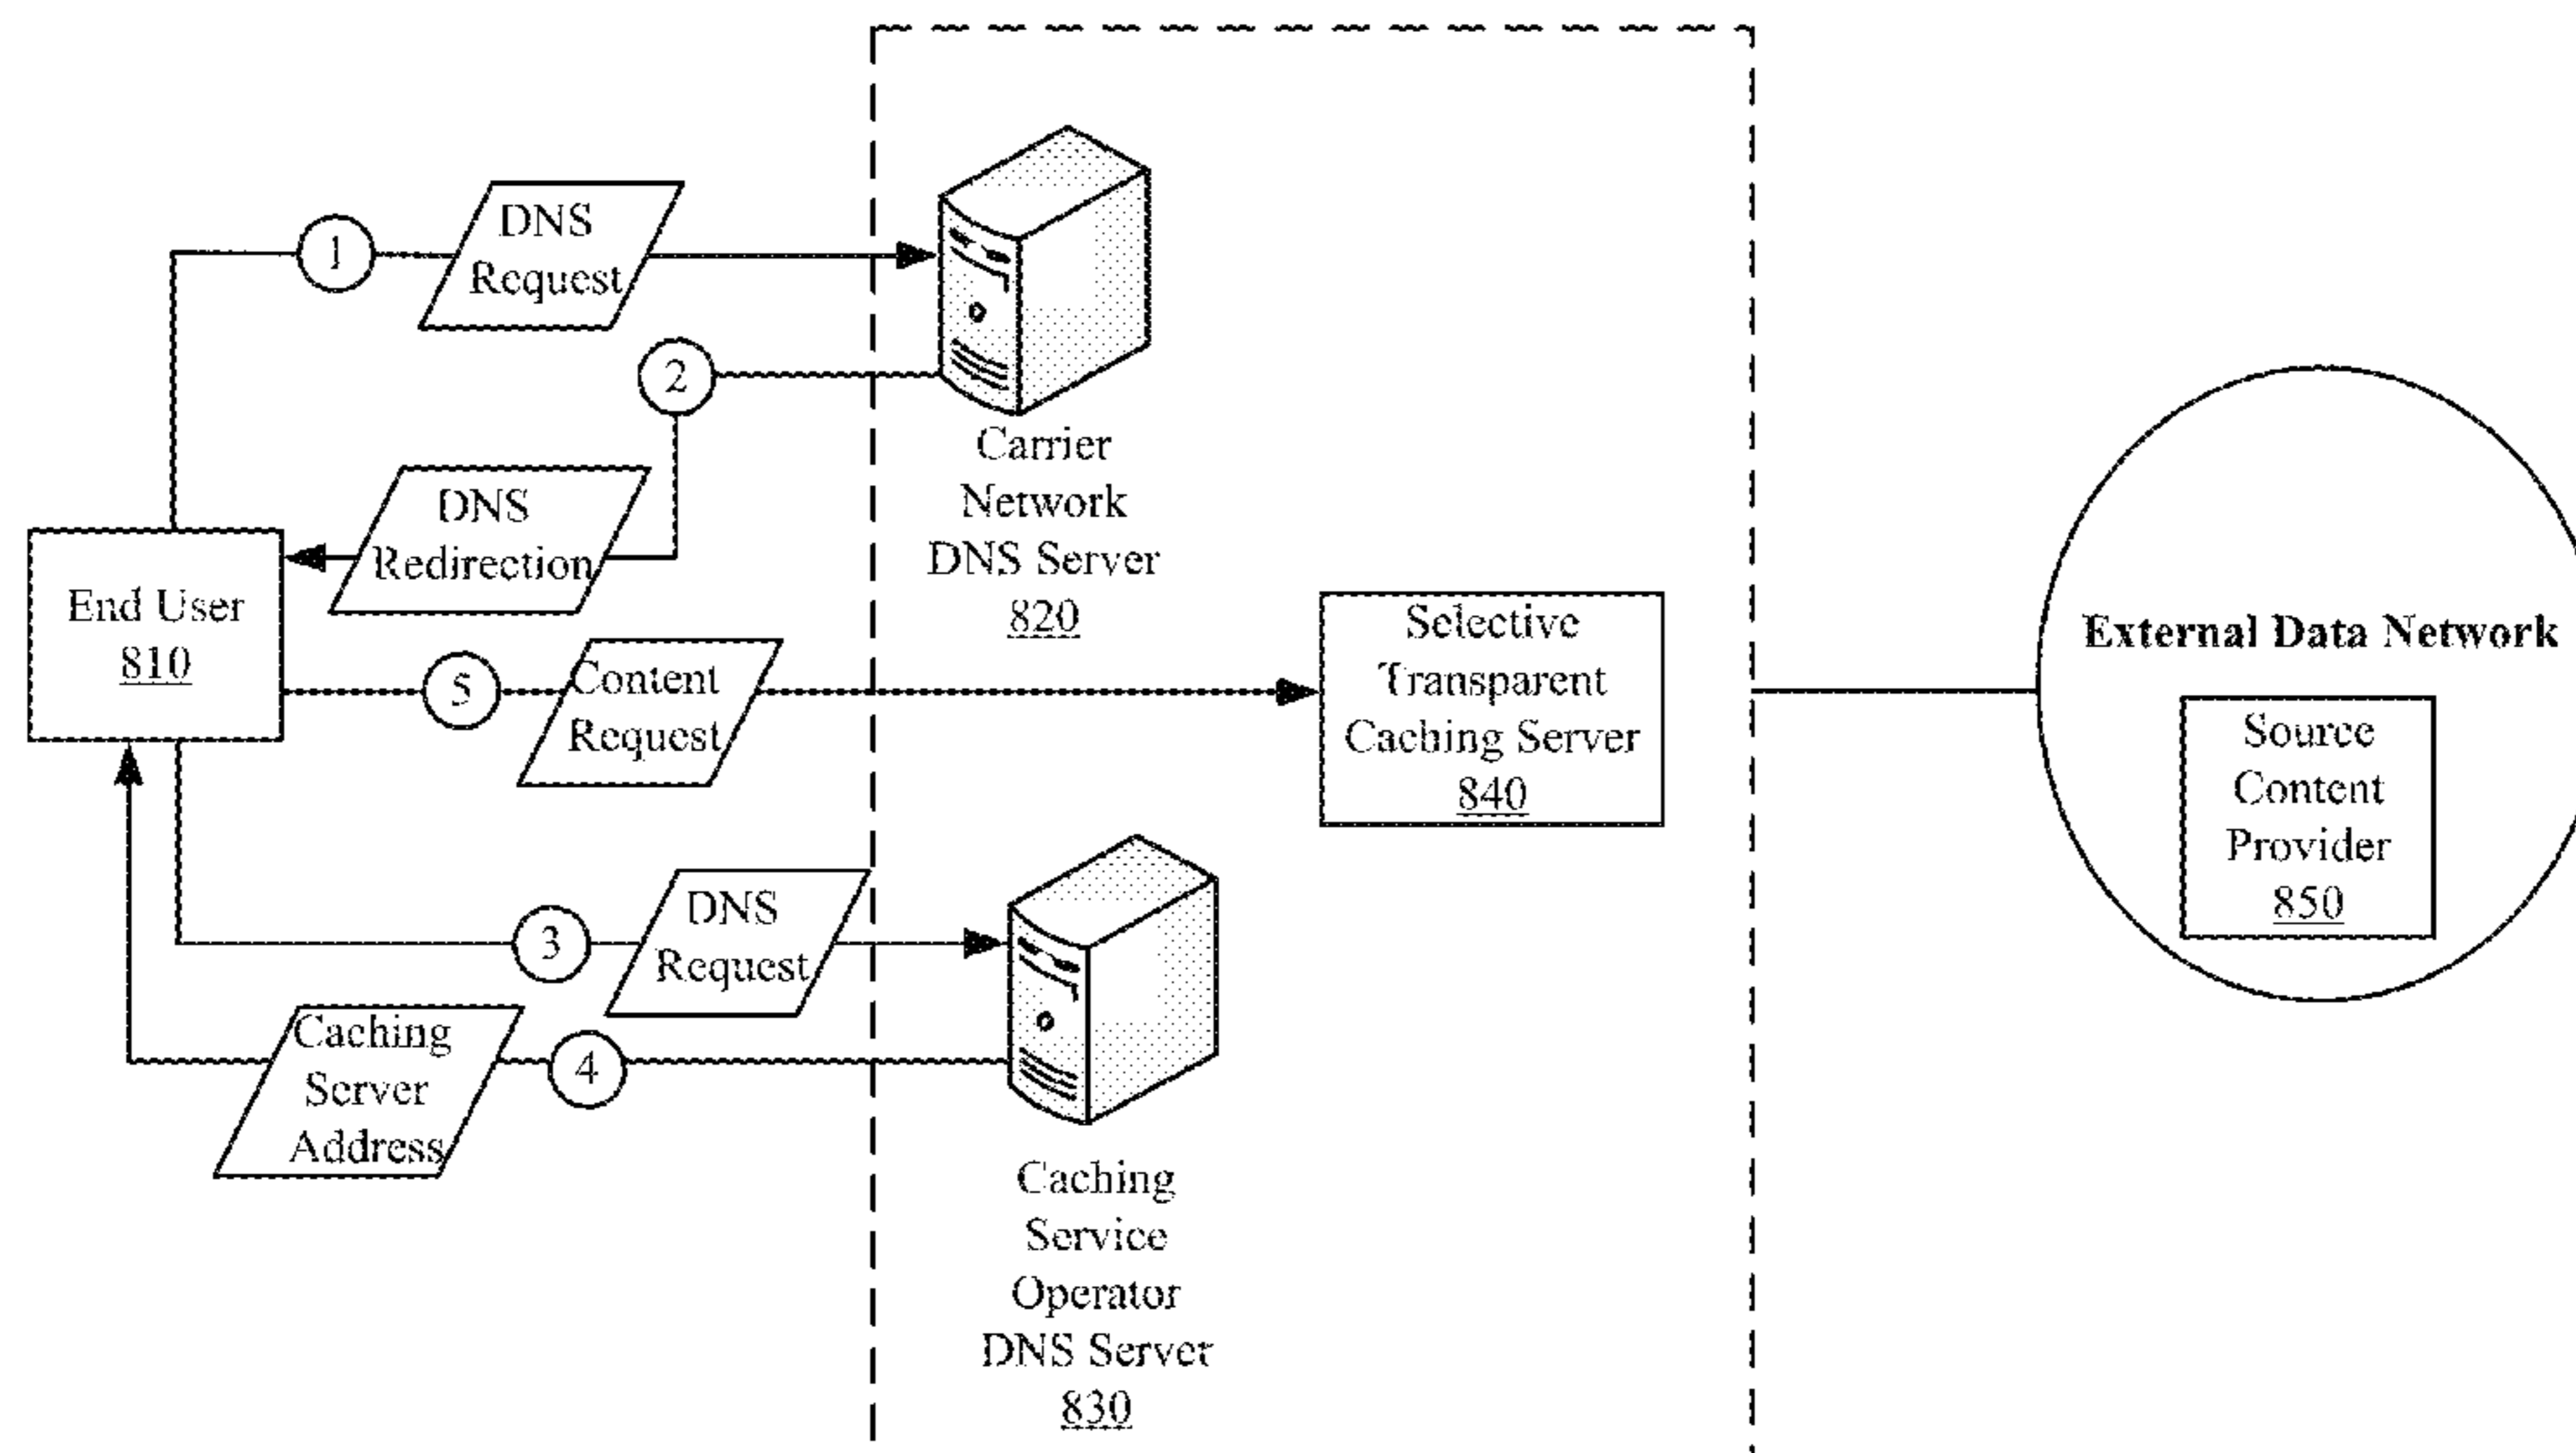 1
DNS
Request
2
Carrier
Network
DNS Server
820
DNS
Redirection
End User
810
5
Content
Request
Selective
Transparent
Caching Server
840
External Data Network
Source
Content
Provider
850
3
DNS
Request
4
Caching
Server
Address
Caching
Service
Operator
DNS Server
830